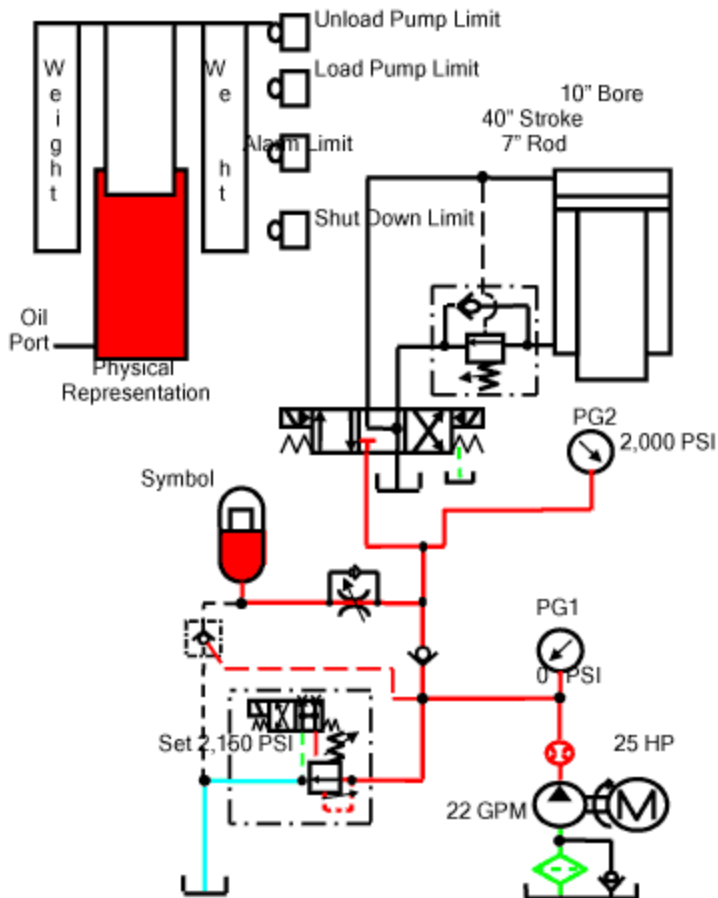 Unload Pump Limit
Load Pump Limit
Alarm Limit
Shut Down Limit
W
e
i
g
h
t
W
e
h
t
10" Bore
40" Stroke
7" Rod
Oil
Port
Physical
Representation
PG2
2,000 PSI
Symbol
PG1
0 PSI
Set 2,150 PSI
25 HP
22 GPM
M